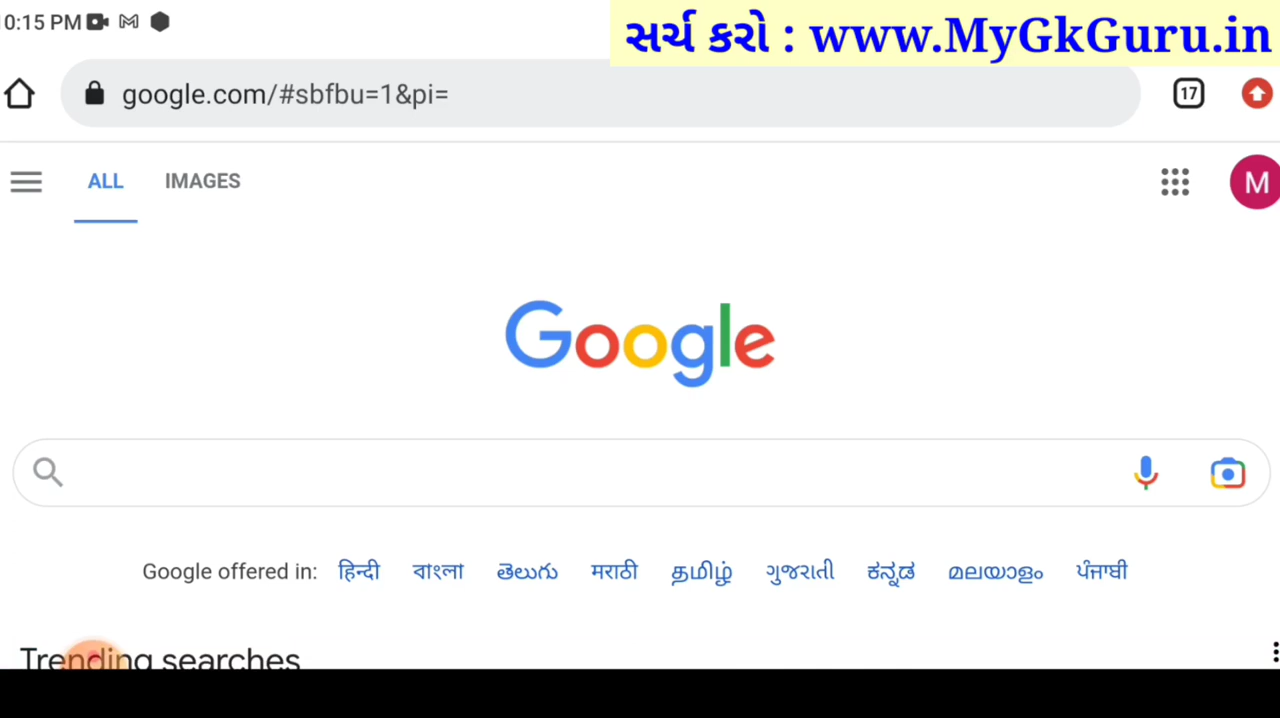 0:15 PM
સર્ચ કરો : www.MyGkGuru.in
google.com/#sbfbu=1&pi=
17
ALL IMAGES
M
Google
Google offered in: हिन्दी বাংলা తెలుగు मराठी தமிழ் ગુજરાતી ಕನ್ನಡ മലയാളം ਪੰਜਾਬੀ
Trending searches